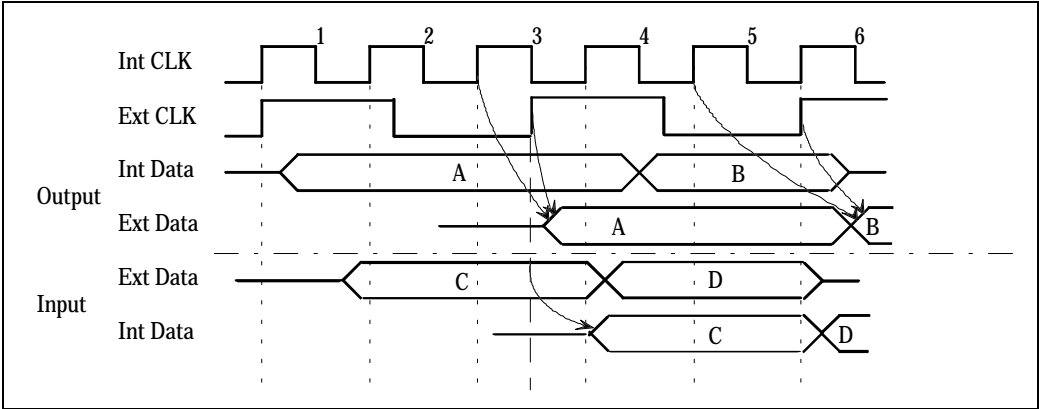 1 2 3 4 5 6
Int CLK
Ext CLK
Int Data A B
Output
Ext Data A B
Ext Data C D
Input
Int Data C D